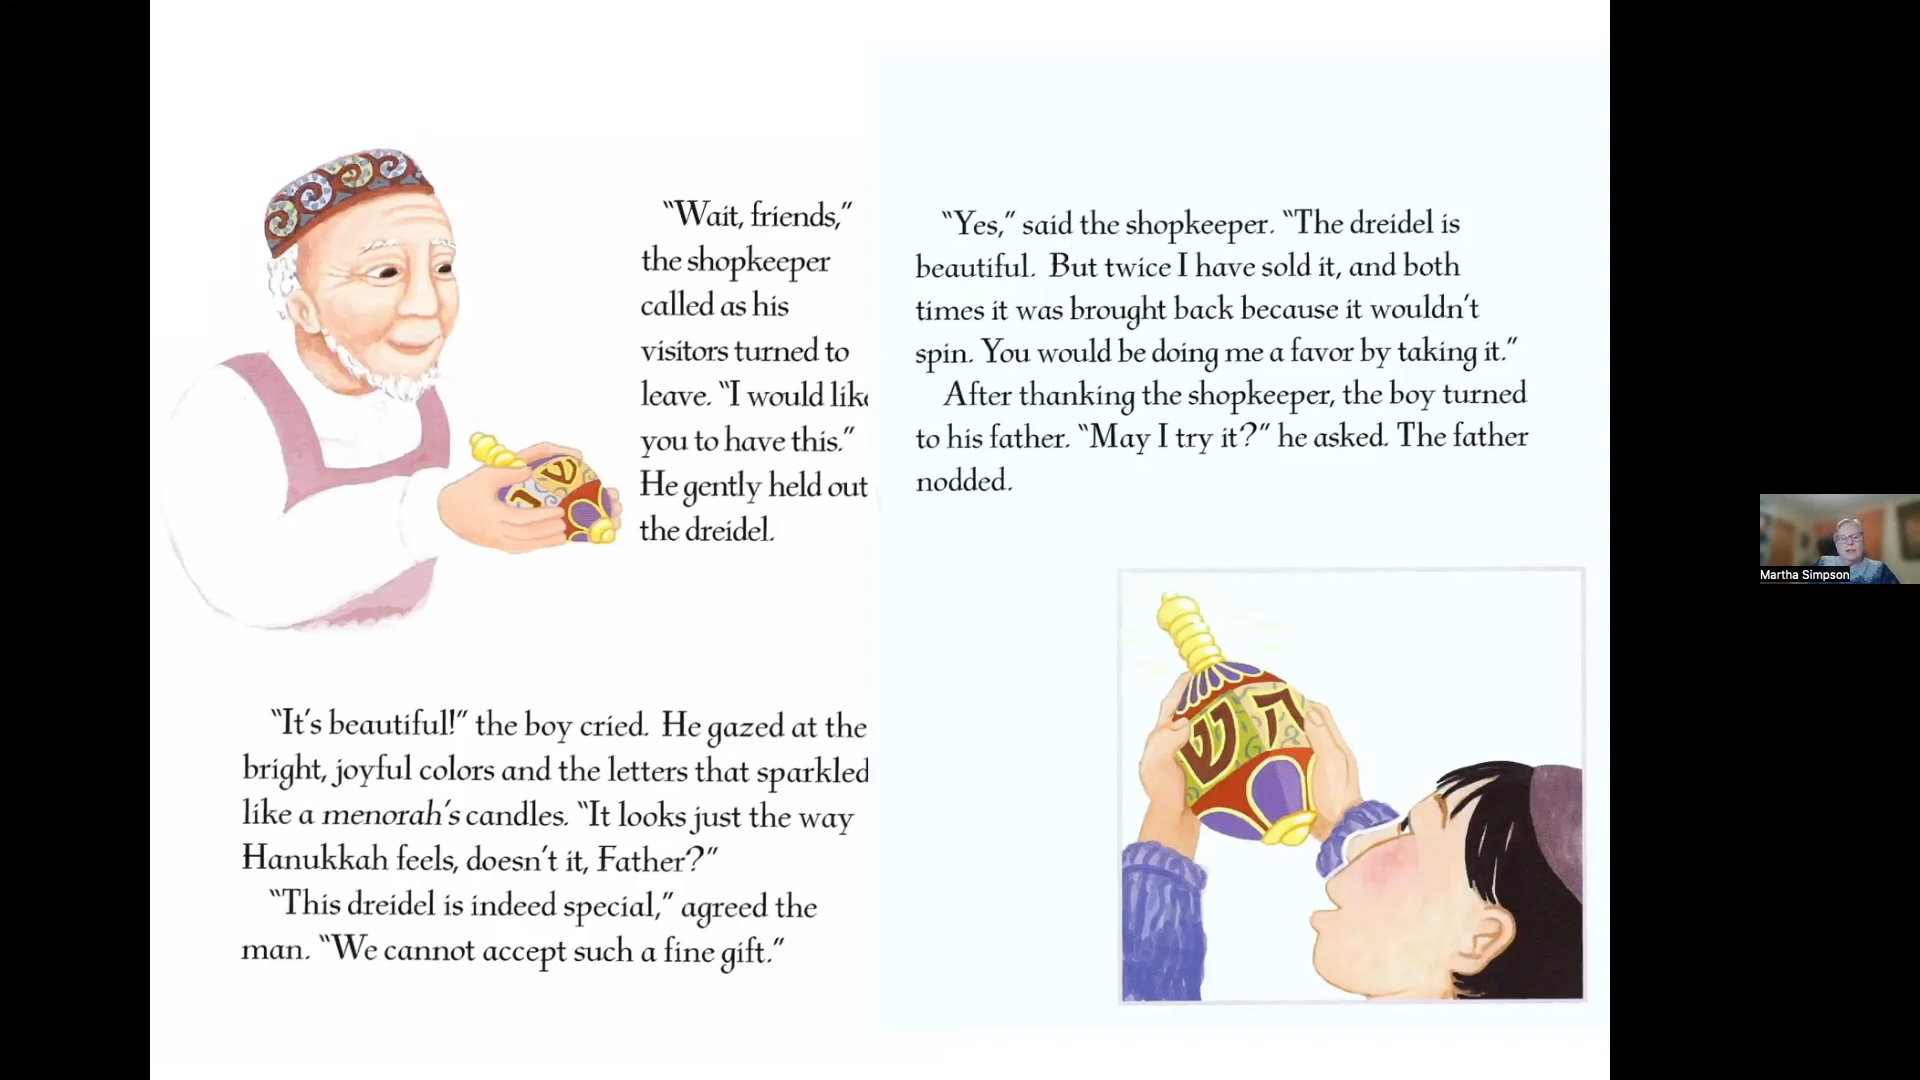 “Wait, friends,”
the shopkeeper
called as his
visitors turned to
leave. “I would like
you to have this.”
He gently held out
the dreidel.
“It’s beautiful!” the boy cried. He gazed at the
bright, joyful colors and the letters that sparkled
like a menorah’s candles. “It looks just the way
Hanukkah feels, doesn’t it, Father?”
“This dreidel is indeed special,” agreed the
man. “We cannot accept such a fine gift.”
“Yes,” said the shopkeeper. “The dreidel is
beautiful. But twice I have sold it, and both
times it was brought back because it wouldn’t
spin. You would be doing me a favor by taking it.”
After thanking the shopkeeper, the boy turned
to his father. “May I try it?” he asked. The father
nodded.
ש
ו
ה ש
Martha Simpson